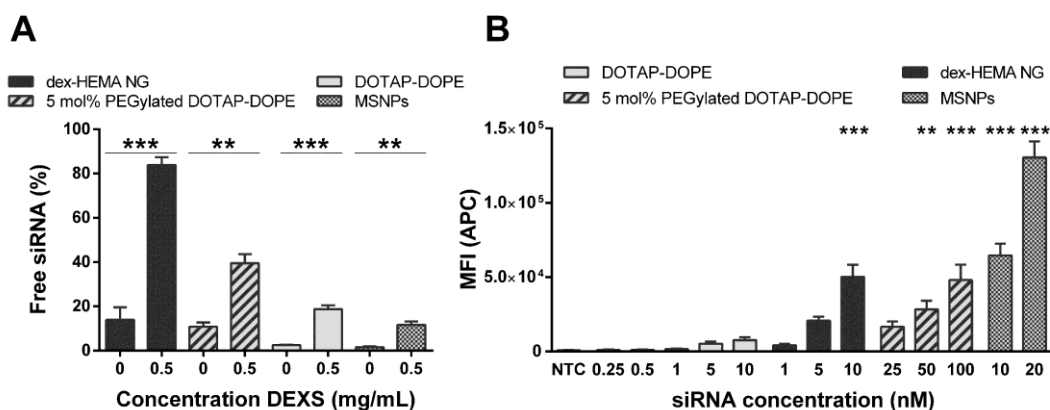 A
dex-HEMA NG
DOTAP-DOPE
5 mol% PEGylated DOTAP-DOPE
MSNPs
Free siRNA (%)
100
80
60
40
20
0
***
**
***
**
0 0.5 0 0.5 0 0.5 0 0.5
Concentration DEXS (mg/mL)
B
DOTAP-DOPE
dex-HEMA NG
5 mol% PEGylated DOTAP-DOPE
MSNPs
MFI (APC)
1.5×10⁵
1.0×10⁵
5.0×10⁴
0
*** ** *** *** ***
NTC 0.25 0.5 1 5 10 1 5 10 25 50 100 10 20
siRNA concentration (nM)